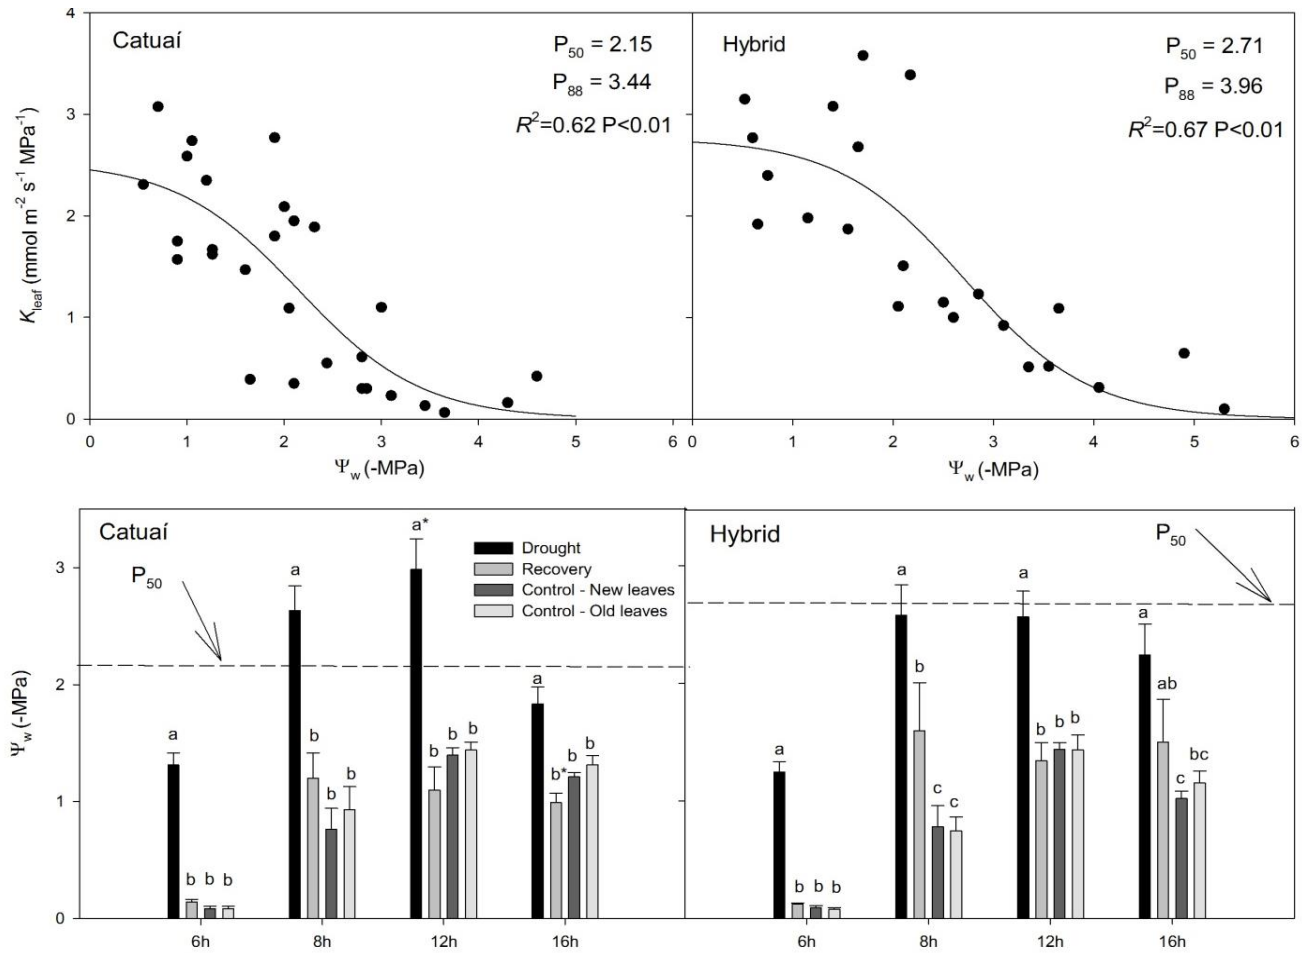 Catuaí
P50 = 2.15
P88 = 3.44
R2=0.62 P<0.01
Hybrid
P50 = 2.71
P88 = 3.96
R2=0.67 P<0.01
Kleaf (mmol m-2 s-1 MPa-1)
4
3
2
1
0
0 1 2 3 4 5 6
0 1 2 3 4 5 6
Ψw (-MPa)
Ψw (-MPa)
Catuaí
P50
Drought
Recovery
Control - New leaves
Control - Old leaves
Hybrid
P50
Ψw (-MPa)
3
2
1
0
a b b b
a b b b
a* b b b
a b* b b
a b b b
a b c c
a b b b
a ab c bc
6h 8h 12h 16h
6h 8h 12h 16h